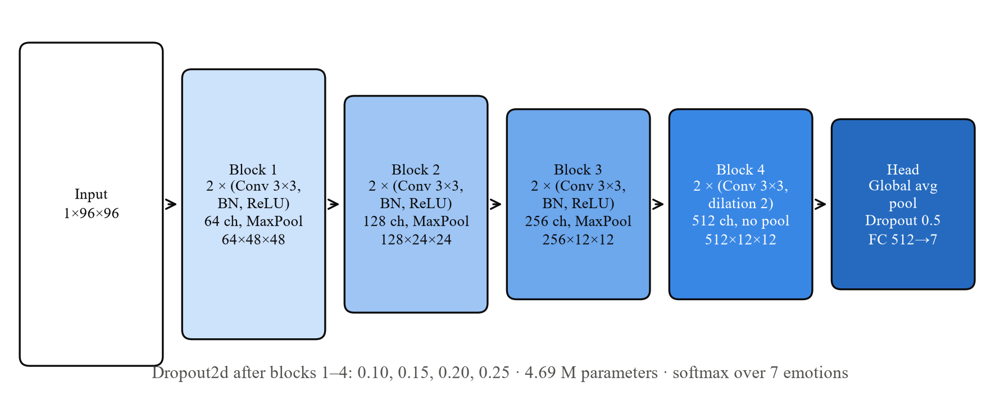 Input
1×96×96
Block 1
2 × (Conv 3×3,
BN, ReLU)
64 ch, MaxPool
64×48×48
Block 2
2 × (Conv 3×3,
BN, ReLU)
128 ch, MaxPool
128×24×24
Block 3
2 × (Conv 3×3,
BN, ReLU)
256 ch, MaxPool
256×12×12
Block 4
2 × (Conv 3×3,
dilation 2)
512 ch, no pool
512×12×12
Head
Global avg
pool
Dropout 0.5
FC 512→7
Dropout2d after blocks 1–4: 0.10, 0.15, 0.20, 0.25 · 4.69 M parameters · softmax over 7 emotions